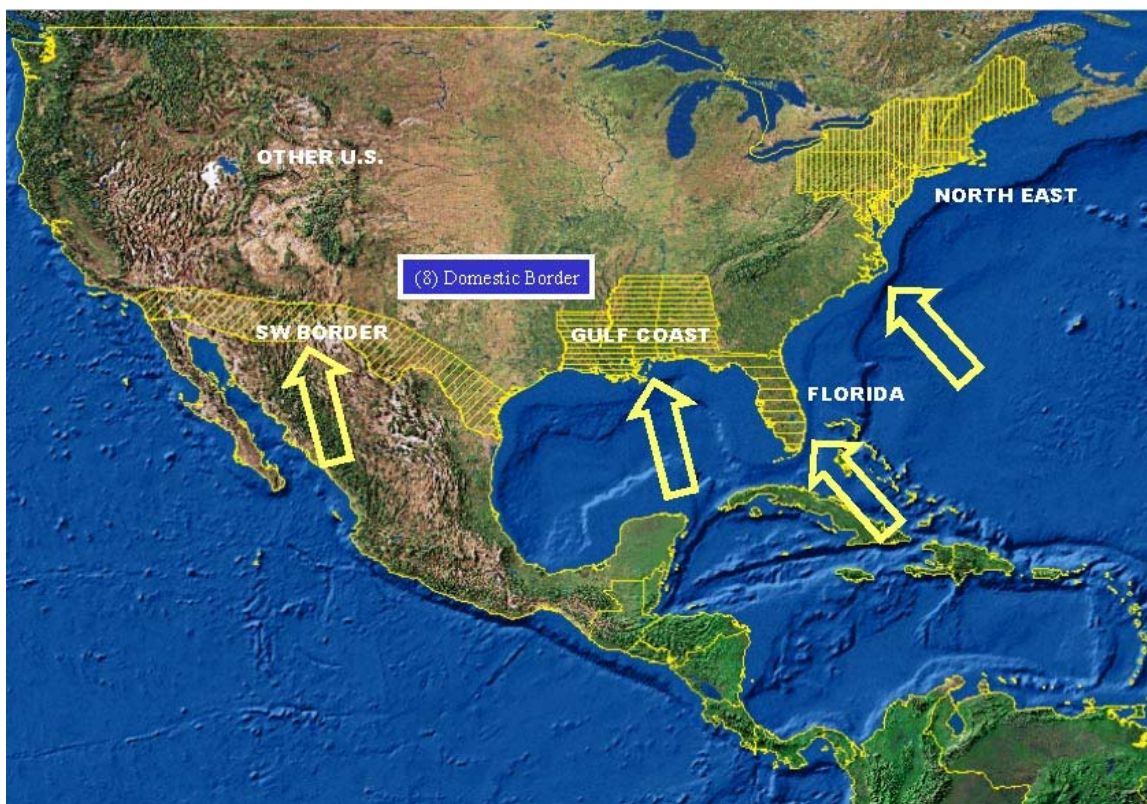 OTHER U.S.
NORTH EAST
(8) Domestic Border
SW BORDER
GULF COAST
FLORIDA